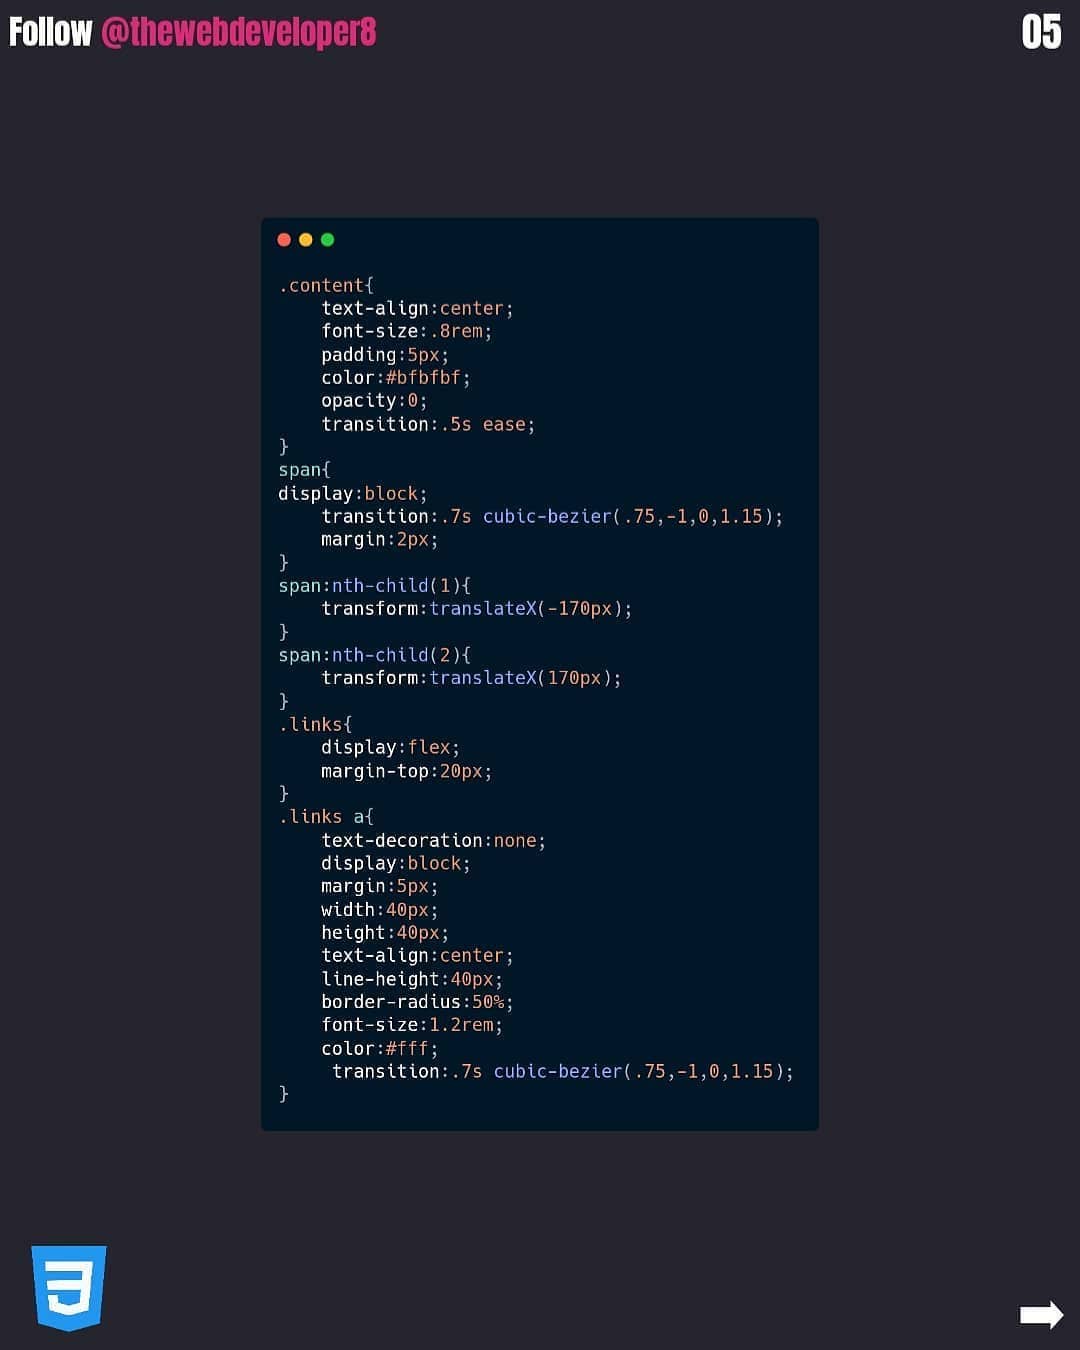 Follow @thewebdeveloper8
05
.content{
    text-align:center;
    font-size:.8rem;
    padding:5px;
    color:#bfbfbf;
    opacity:0;
    transition:.5s ease;
}
span{
display:block;
    transition:.7s cubic-bezier(.75,-1,0,1.15);
    margin:2px;
}
span:nth-child(1){
    transform:translateX(-170px);
}
span:nth-child(2){
    transform:translateX(170px);
}
.links{
    display:flex;
    margin-top:20px;
}
.links a{
    text-decoration:none;
    display:block;
    margin:5px;
    width:40px;
    height:40px;
    text-align:center;
    line-height:40px;
    border-radius:50%;
    font-size:1.2rem;
    color:#fff;
     transition:.7s cubic-bezier(.75,-1,0,1.15);
}